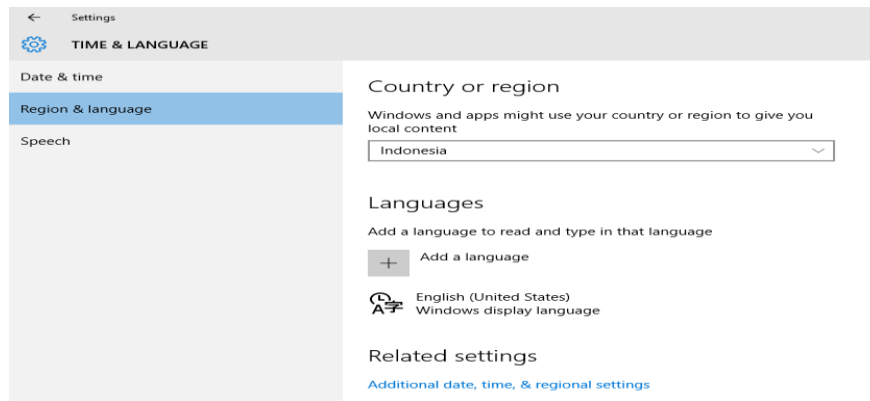 Settings
TIME & LANGUAGE
Date & time
Region & language
Speech
Country or region
Windows and apps might use your country or region to give you
local content
Indonesia
Languages
Add a language to read and type in that language
Add a language
English (United States)
Windows display language
Related settings
Additional date, time, & regional settings